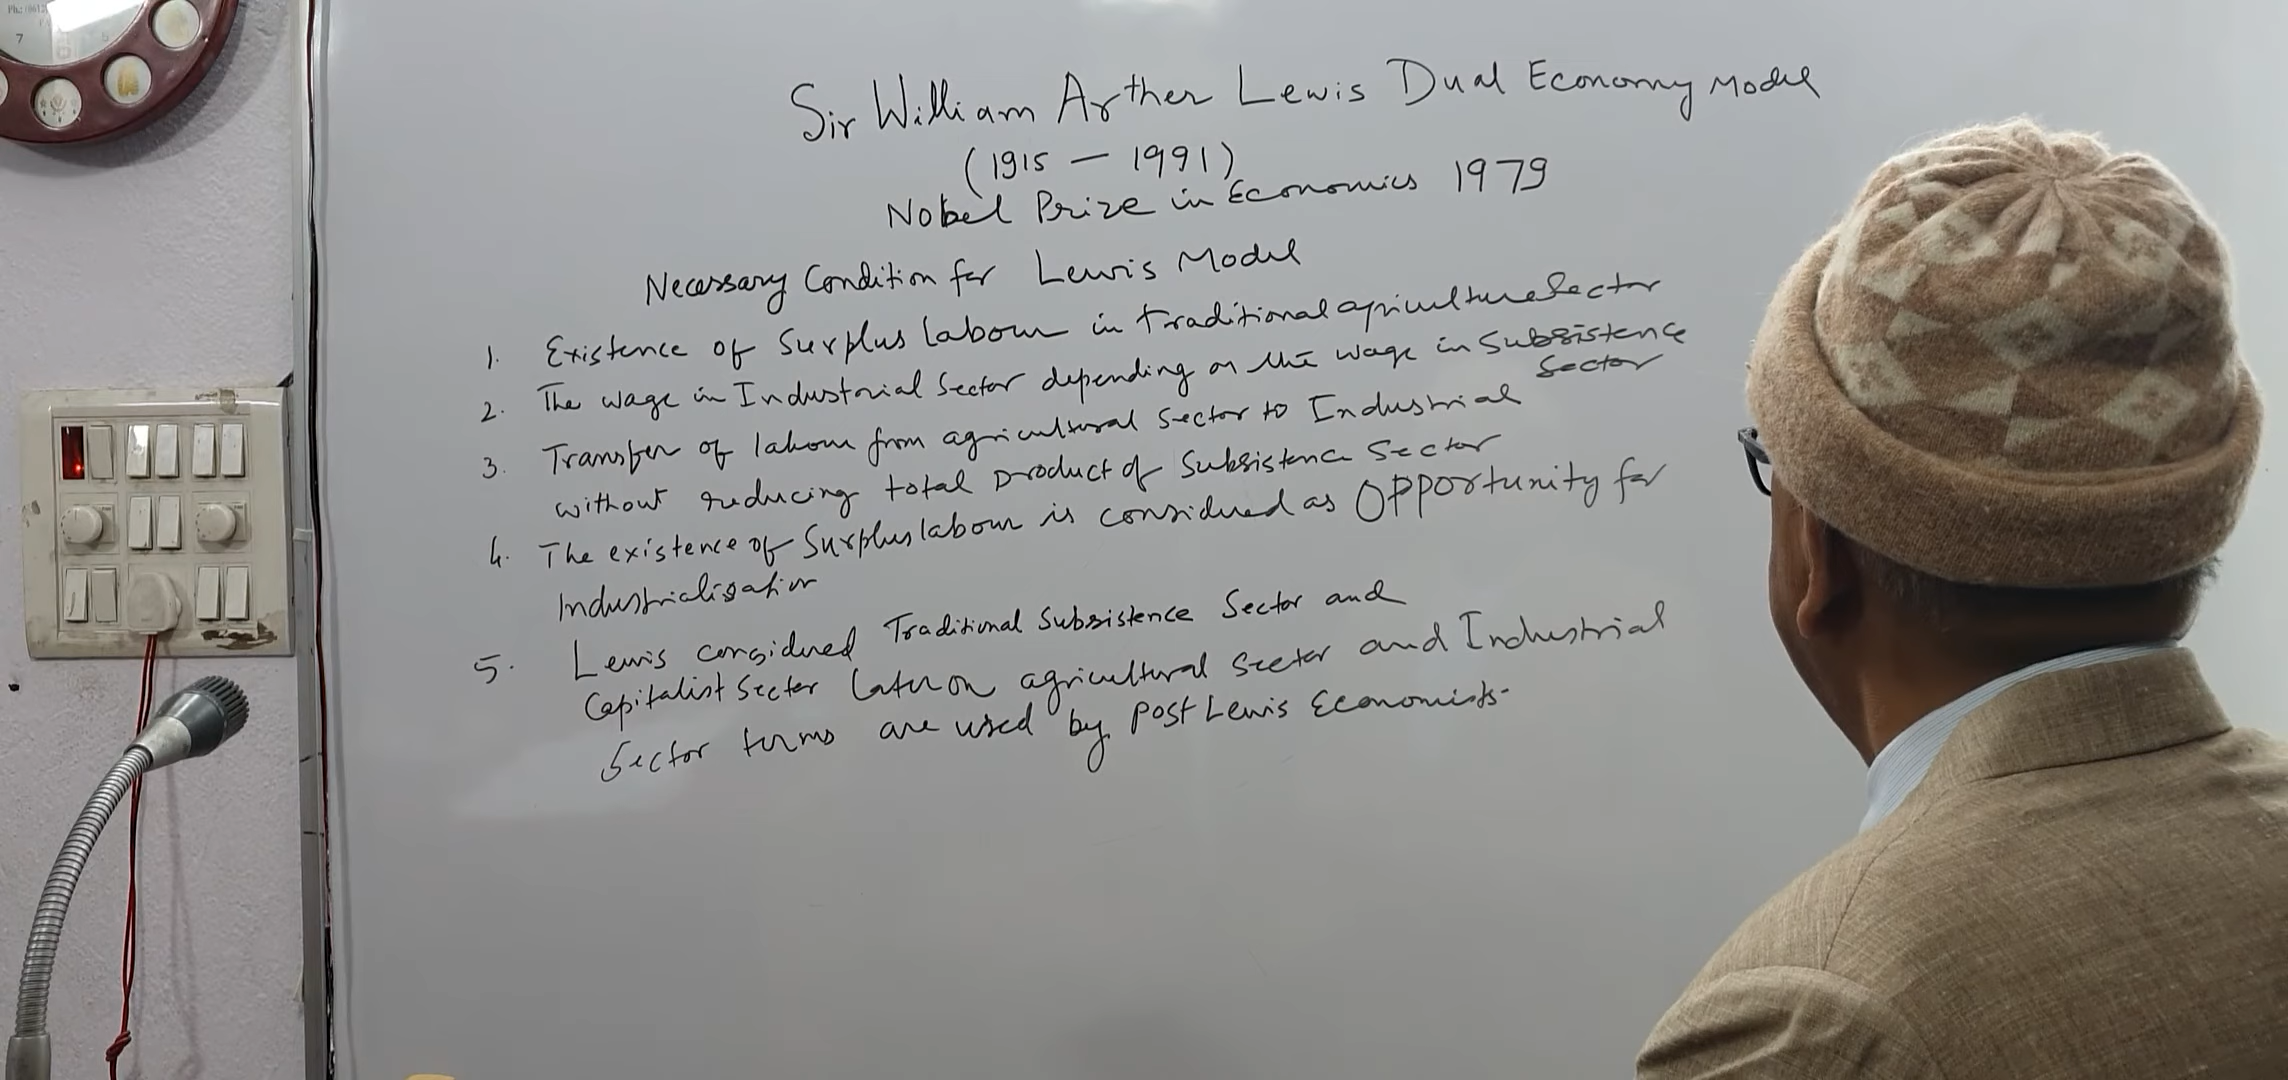 Ph: (0612
7
5
Sir William Arther Lewis Dual Economy Model
(1915 — 1991)
Nobel Prize in Economics 1979
Necessary Condition for Lewis Model
1. Existence of Surplus labour in traditional agriculture Sector
2. The wage in Industrial Sector depending on the wage in Subsistence
Sector
3. Transfer of labour from agricultural Sector to Industrial
without reducing total product of Subsistence Sector
4. The existence of Surplus labour is considered as Opportunity for
Industrialisation
5. Lewis considered Traditional Subsistence Sector and
Capitalist Sector Later on agricultural Sector and Industrial
Sector terms are used by Post Lewis Economists.